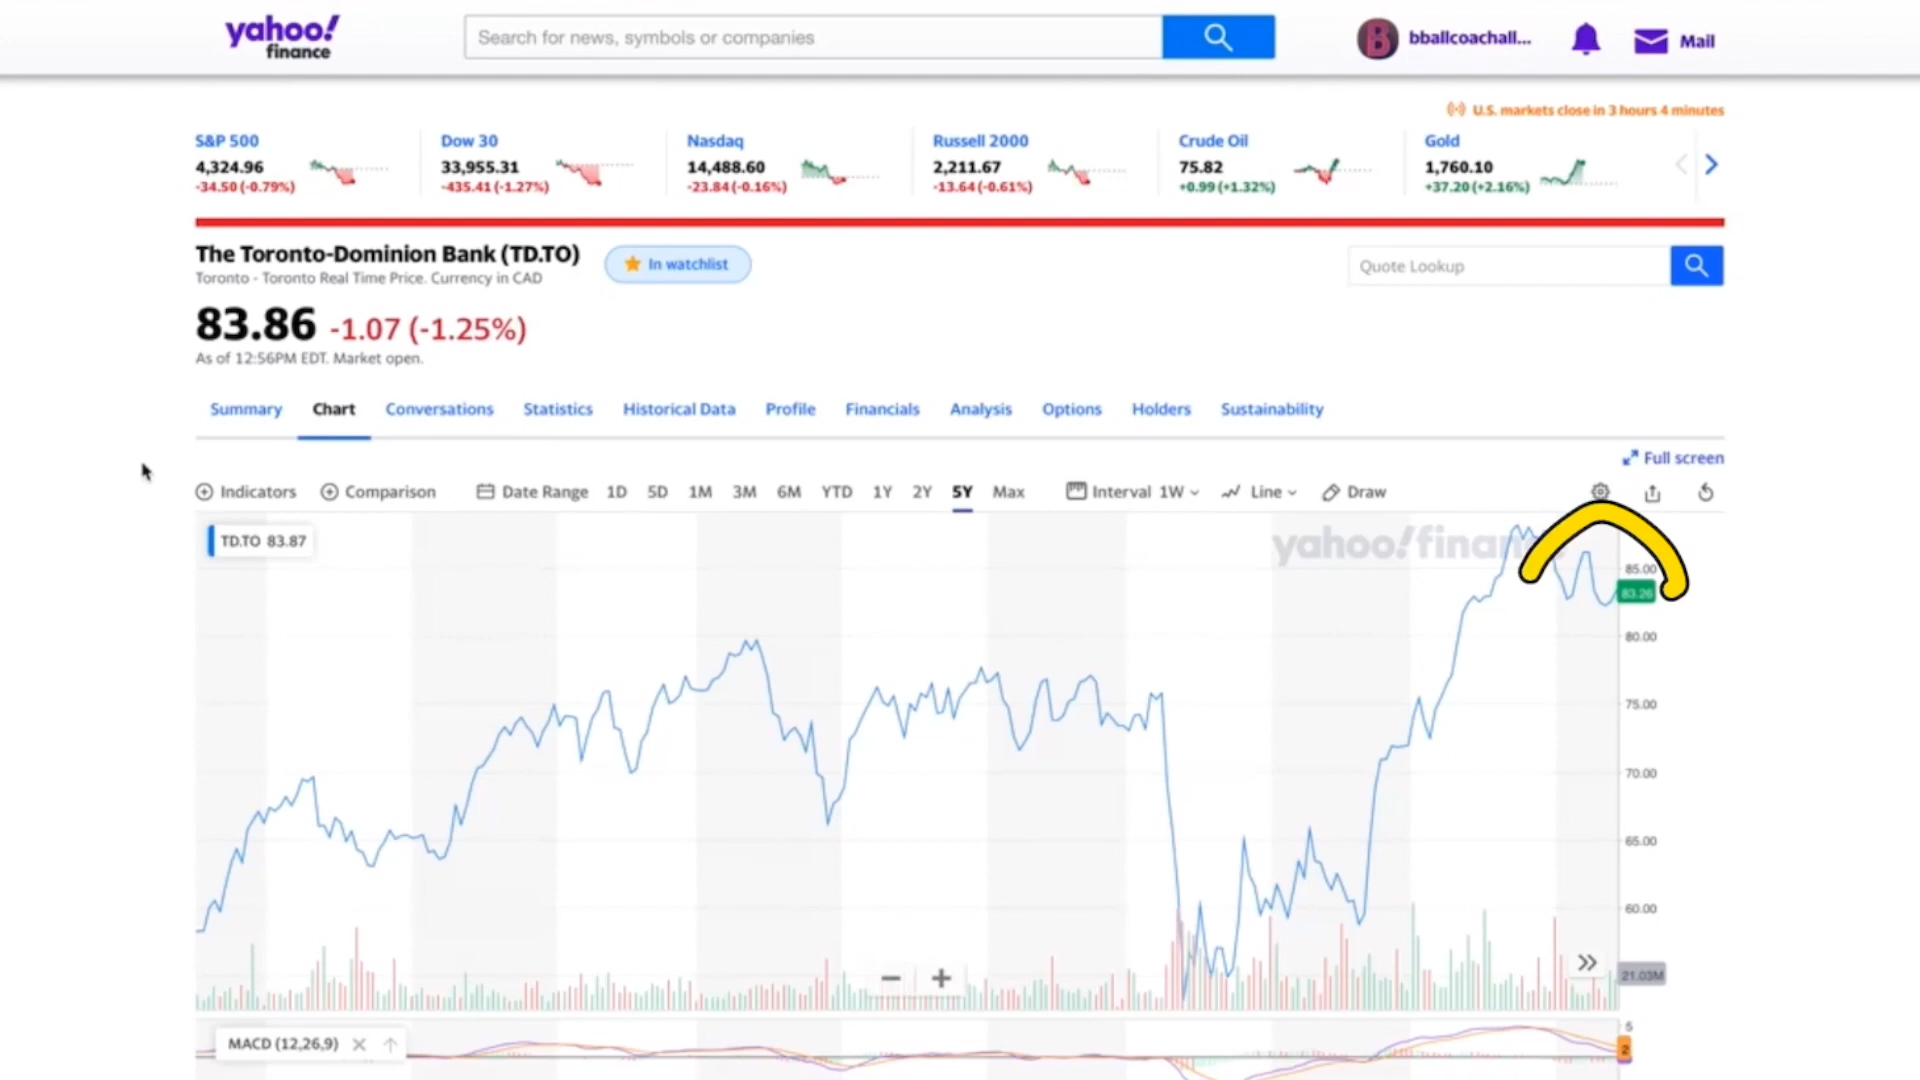 yahoo!
finance
Search for news, symbols or companies
B bballcoachall...
Mail
U.S. markets close in 3 hours 4 minutes
S&P 500
4,324.96
-34.50 (-0.79%)
Dow 30
33,955.31
-435.41 (-1.27%)
Nasdaq
14,488.60
-23.84 (-0.16%)
Russell 2000
2,211.67
-13.64 (-0.61%)
Crude Oil
75.82
+0.99 (+1.32%)
Gold
1,760.10
+37.20 (+2.16%)
The Toronto-Dominion Bank (TD.TO)
In watchlist
Quote Lookup
Toronto - Toronto Real Time Price. Currency in CAD
83.86 -1.07 (-1.25%)
As of 12:56PM EDT. Market open.
Summary Chart Conversations Statistics Historical Data Profile Financials Analysis Options Holders Sustainability
Full screen
Indicators Comparison Date Range 1D 5D 1M 3M 6M YTD 1Y 2Y 5Y Max Interval 1W Line Draw
TD.TO 83.87
yahoo!finan
85.00
83.26
80.00
75.00
70.00
65.00
60.00
21.03M
MACD (12,26,9)
5